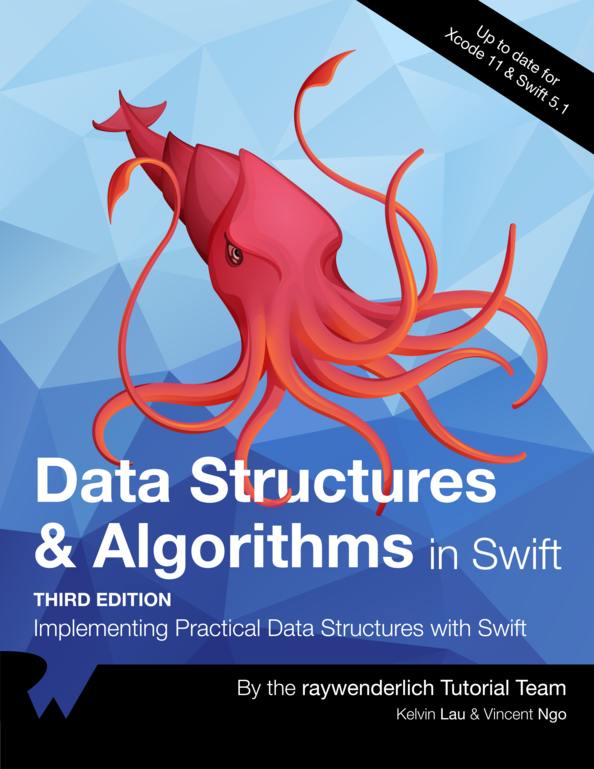 Up to date for
Xcode 11 & Swift 5.1
Data Structures
& Algorithms in Swift
THIRD EDITION
Implementing Practical Data Structures with Swift
By the raywenderlich Tutorial Team
Kelvin Lau & Vincent Ngo